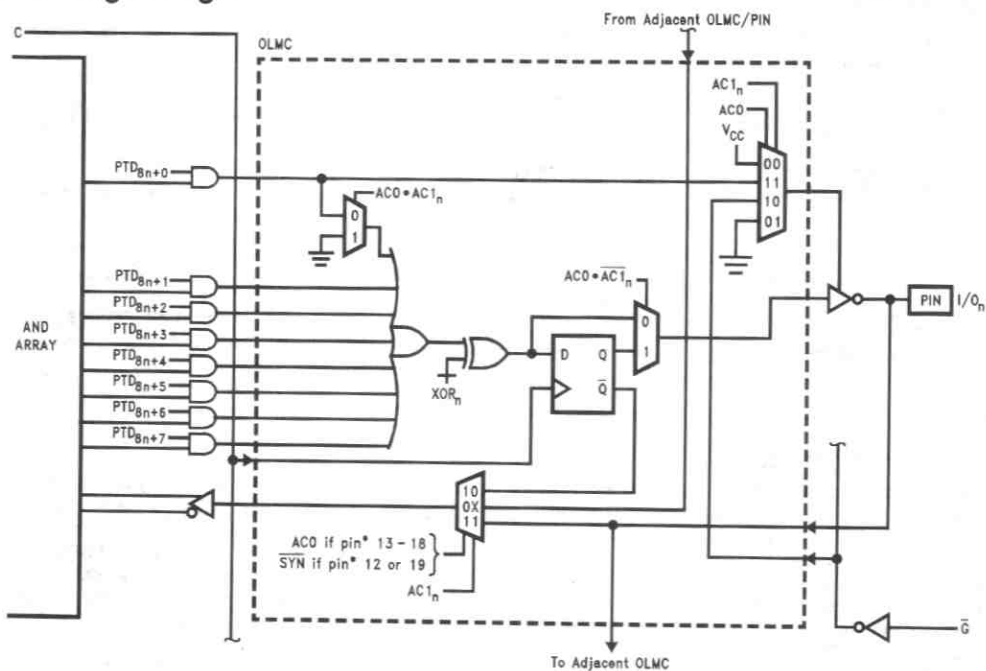 From Adjacent OLMC/PIN
C
OLMC
AC1n
AC0
VCC
00
11
10
01
PTD8n+0
AC0•AC1n
0
1
PTD8n+1
PTD8n+2
PTD8n+3
PTD8n+4
PTD8n+5
PTD8n+6
PTD8n+7
AND
ARRAY
XORn
AC0•A̅C̅1̅n
0
1
D
Q
Q̅
PIN
I/On
10
0X
11
AC0 if pin* 13 - 18
S̅Y̅N̅ if pin* 12 or 19
AC1n
G̅
To Adjacent OLMC